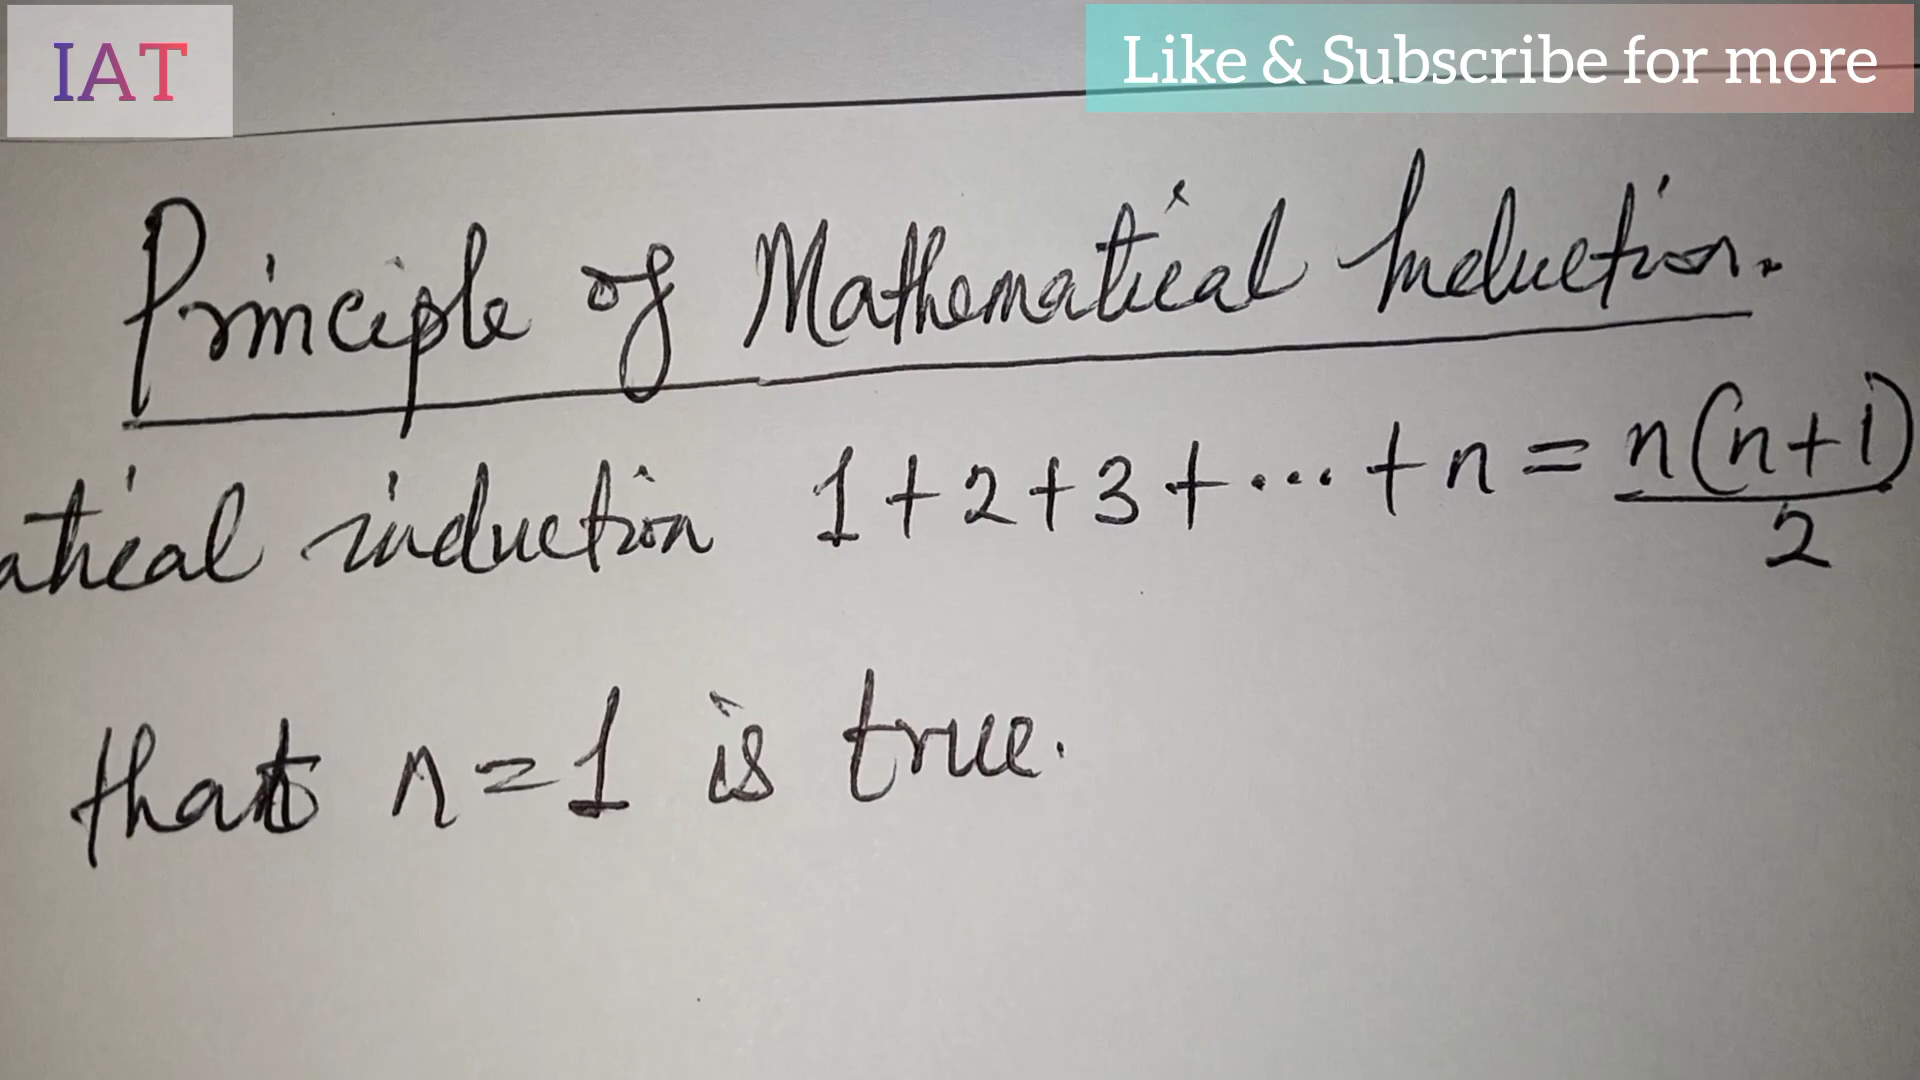 IAT
Like & Subscribe for more
Principle of Mathematical Induction.
atical induction 1+2+3+...+n = n(n+1)/2
that n=1 is true.